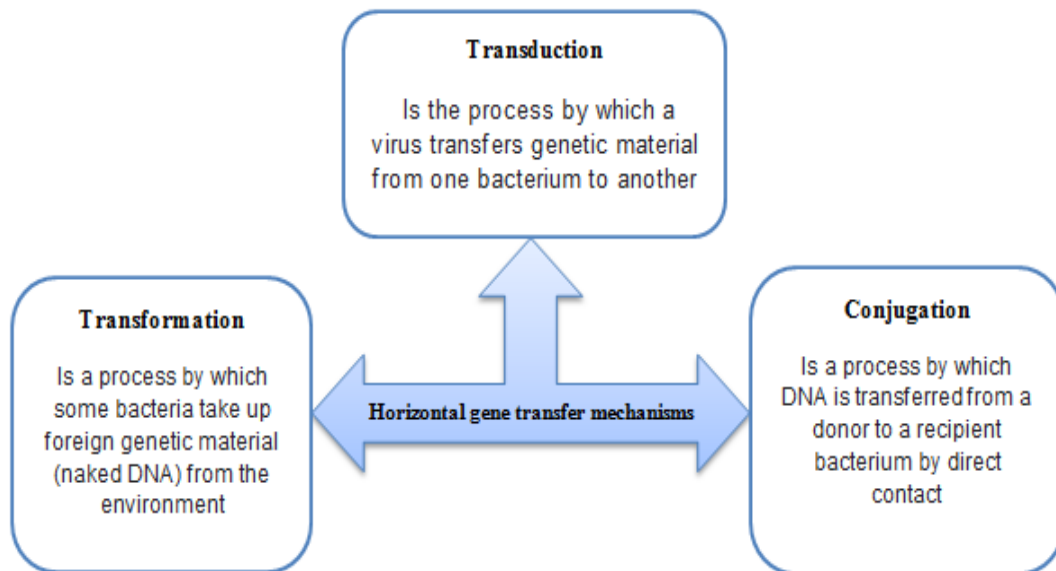 Transduction
Is the process by which a
virus transfers genetic material
from one bacterium to another
Transformation
Is a process by which
some bacteria take up
foreign genetic material
(naked DNA) from the
environment
Horizontal gene transfer mechanisms
Conjugation
Is a process by which
DNA is transferred from a
donor to a recipient
bacterium by direct
contact